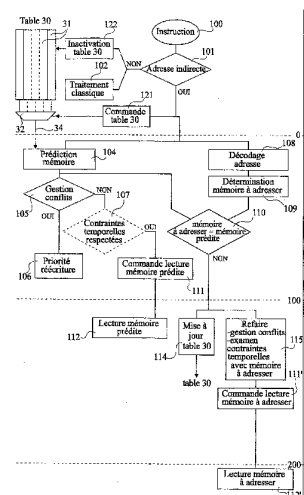 Table 30
31
122
Inactivation
table 30
102
Traitement
classique
NON
Instruction
100
101
Adresse indirecte
OUI
121
Commande
table 30
32
34
0
Prédiction
mémoire
104
108
Décodage
adresse
Détermination
mémoire à adresser
109
Gestion
conflits
105
NON
107
OUI
Contraintes
temporelles
respectées
OUI
110
mémoire
à adresser = mémoire
prédite
NON
Priorité
réécriture
106
Commande lecture
mémoire prédite
111
100
Lecture mémoire
prédite
112
Mise à
jour
table 30
114
table 30
Refaire
-gestion conflits
-examen
contraintes
temporelles
avec mémoire
à adresser
115
111'
Commande lecture
mémoire à adresser
200
Lecture mémoire
à adresser